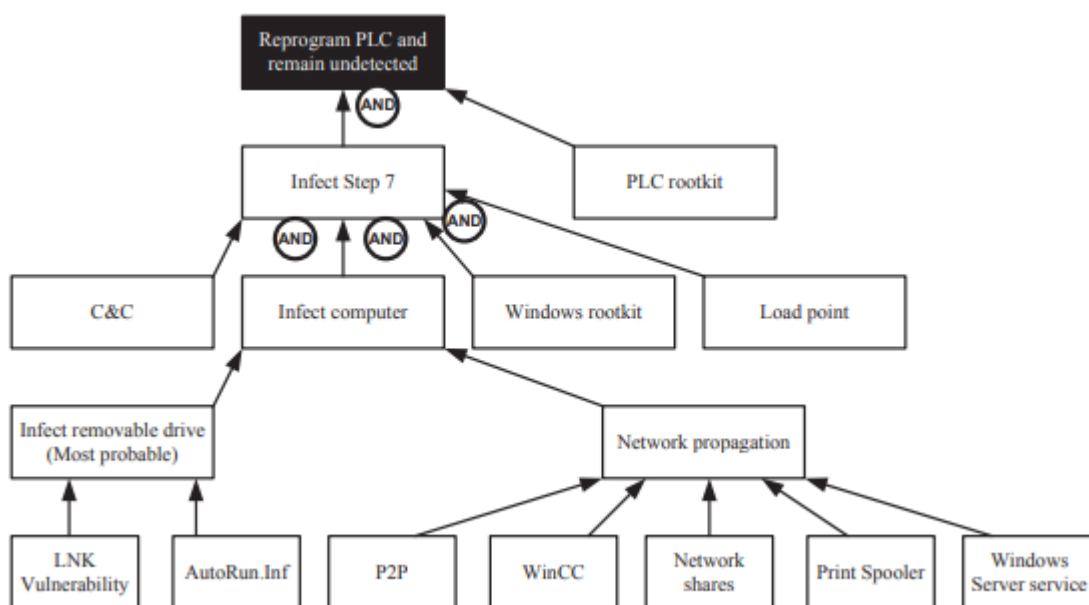 Reprogram PLC and
remain undetected
AND
Infect Step 7
PLC rootkit
AND
AND
AND
C&C
Infect computer
Windows rootkit
Load point
Infect removable drive
(Most probable)
Network propagation
LNK
Vulnerability
AutoRun.Inf
P2P
WinCC
Network
shares
Print Spooler
Windows
Server service